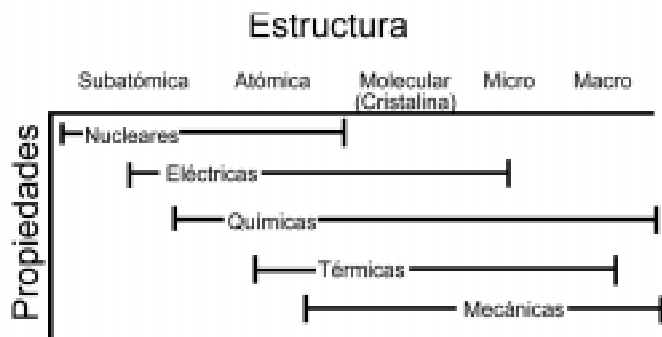 Estructura
Subatómica Atómica Molecular Micro Macro
(Cristalina)
Propiedades
Nucleares
Eléctricas
Químicas
Térmicas
Mecánicas